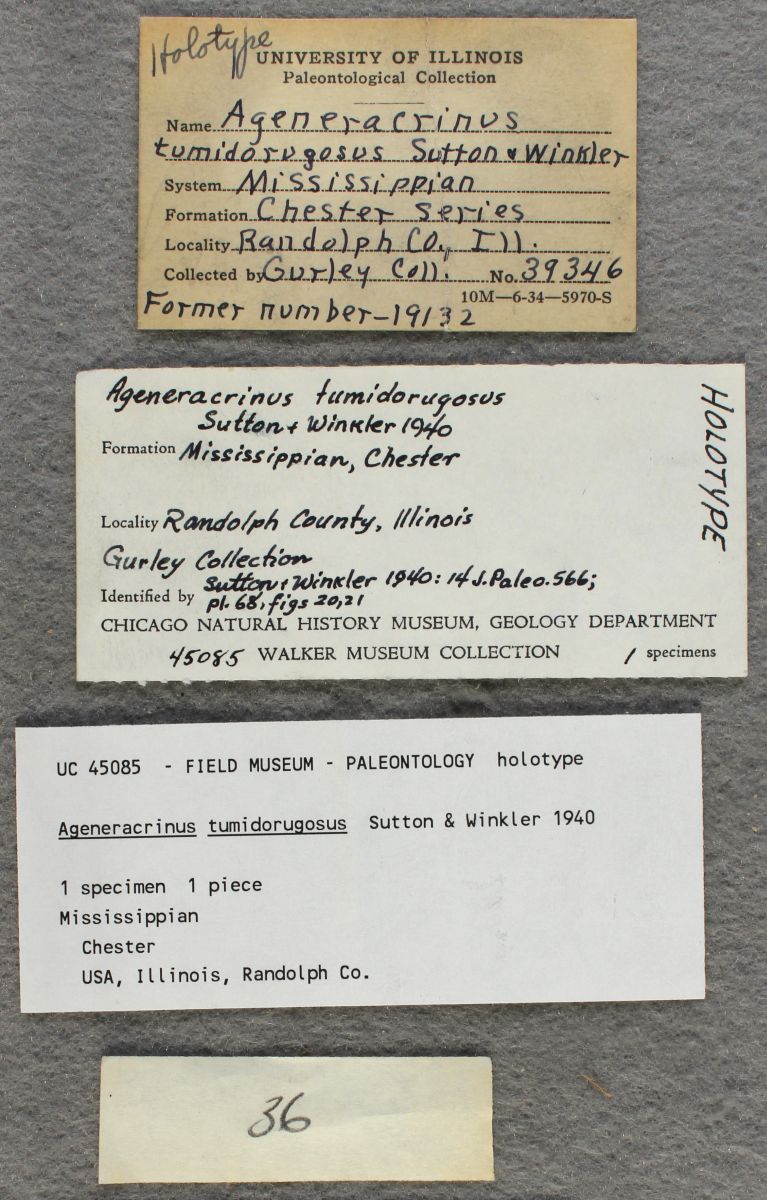 Holotype
UNIVERSITY OF ILLINOIS
Paleontological Collection
Name Ageneracrinus
tumidorugosus Sutton & Winkler
System Mississippian
Formation Chester series
Locality Randolph Co., Ill.
Collected by Gurley Coll. No. 39346
10M—6-34—5970-S
Former number-19132
Ageneracrinus tumidorugosus
Sutton & Winkler 1940
HOLOTYPE
Formation Mississippian, Chester
Locality Randolph County, Illinois
Gurley Collection
Identified by Sutton & Winkler 1940: 14 J. Paleo. 566;
pl. 68, figs 20,21
CHICAGO NATURAL HISTORY MUSEUM, GEOLOGY DEPARTMENT
45085 WALKER MUSEUM COLLECTION 1 specimens
UC 45085 - FIELD MUSEUM - PALEONTOLOGY holotype
Ageneracrinus tumidorugosus Sutton & Winkler 1940
1 specimen 1 piece
Mississippian
Chester
USA, Illinois, Randolph Co.
36